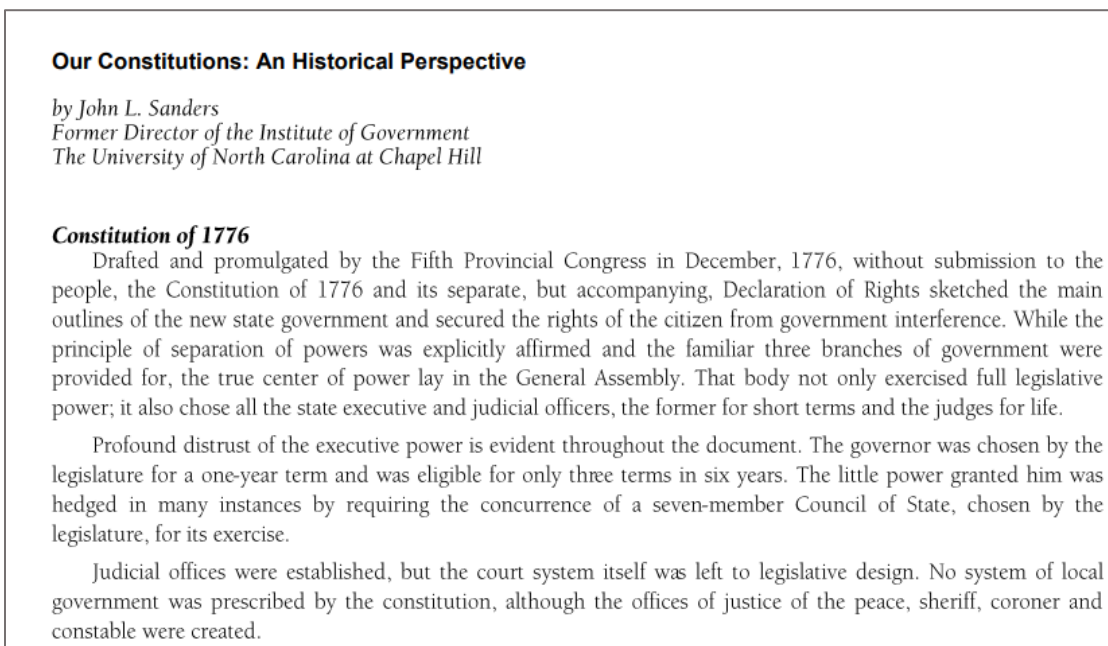 Our Constitutions: An Historical Perspective
by John L. Sanders
Former Director of the Institute of Government
The University of North Carolina at Chapel Hill
Constitution of 1776
Drafted and promulgated by the Fifth Provincial Congress in December, 1776, without submission to the
people, the Constitution of 1776 and its separate, but accompanying, Declaration of Rights sketched the main
outlines of the new state government and secured the rights of the citizen from government interference. While the
principle of separation of powers was explicitly affirmed and the familiar three branches of government were
provided for, the true center of power lay in the General Assembly. That body not only exercised full legislative
power; it also chose all the state executive and judicial officers, the former for short terms and the judges for life.
Profound distrust of the executive power is evident throughout the document. The governor was chosen by the
legislature for a one-year term and was eligible for only three terms in six years. The little power granted him was
hedged in many instances by requiring the concurrence of a seven-member Council of State, chosen by the
legislature, for its exercise.
Judicial offices were established, but the court system itself was left to legislative design. No system of local
government was prescribed by the constitution, although the offices of justice of the peace, sheriff, coroner and
constable were created.